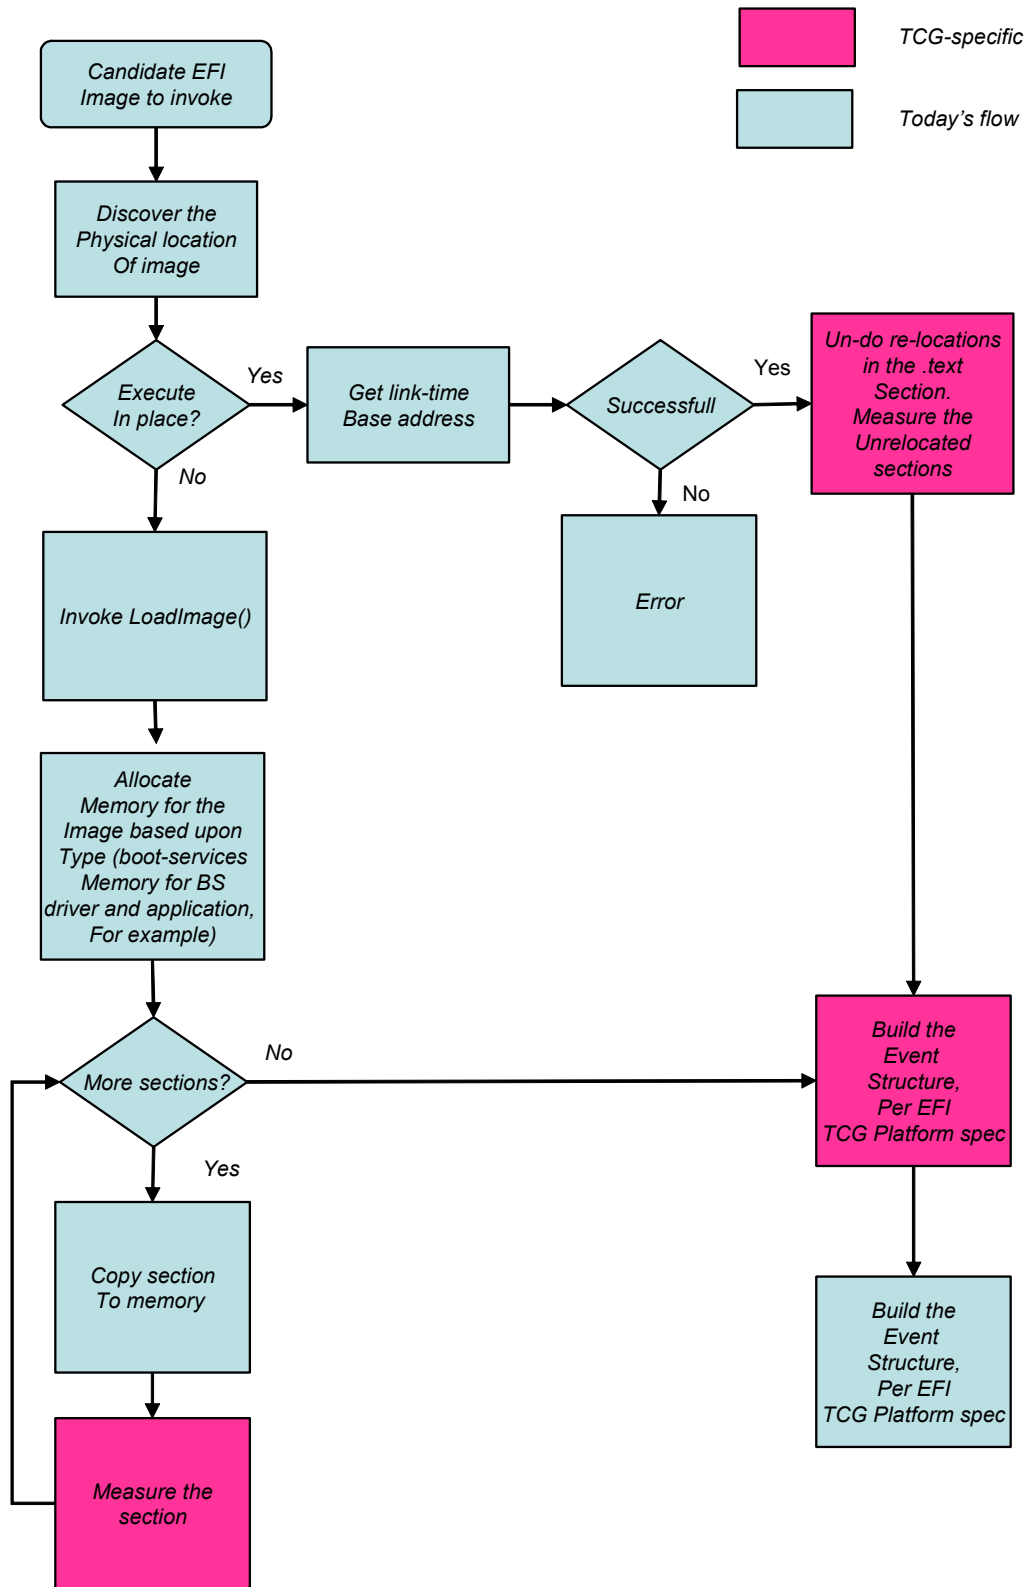 TCG-specific
Today's flow
Candidate EFI
Image to invoke
Discover the
Physical location
Of image
Execute
In place?
Yes
Get link-time
Base address
Successfull
Yes
Un-do re-locations
in the .text
Section.
Measure the
Unrelocated
sections
No
No
Invoke LoadImage()
Error
Allocate
Memory for the
Image based upon
Type (boot-services
Memory for BS
driver and application,
For example)
More sections?
No
Build the
Event
Structure,
Per EFI
TCG Platform spec
Yes
Copy section
To memory
Build the
Event
Structure,
Per EFI
TCG Platform spec
Measure the
section